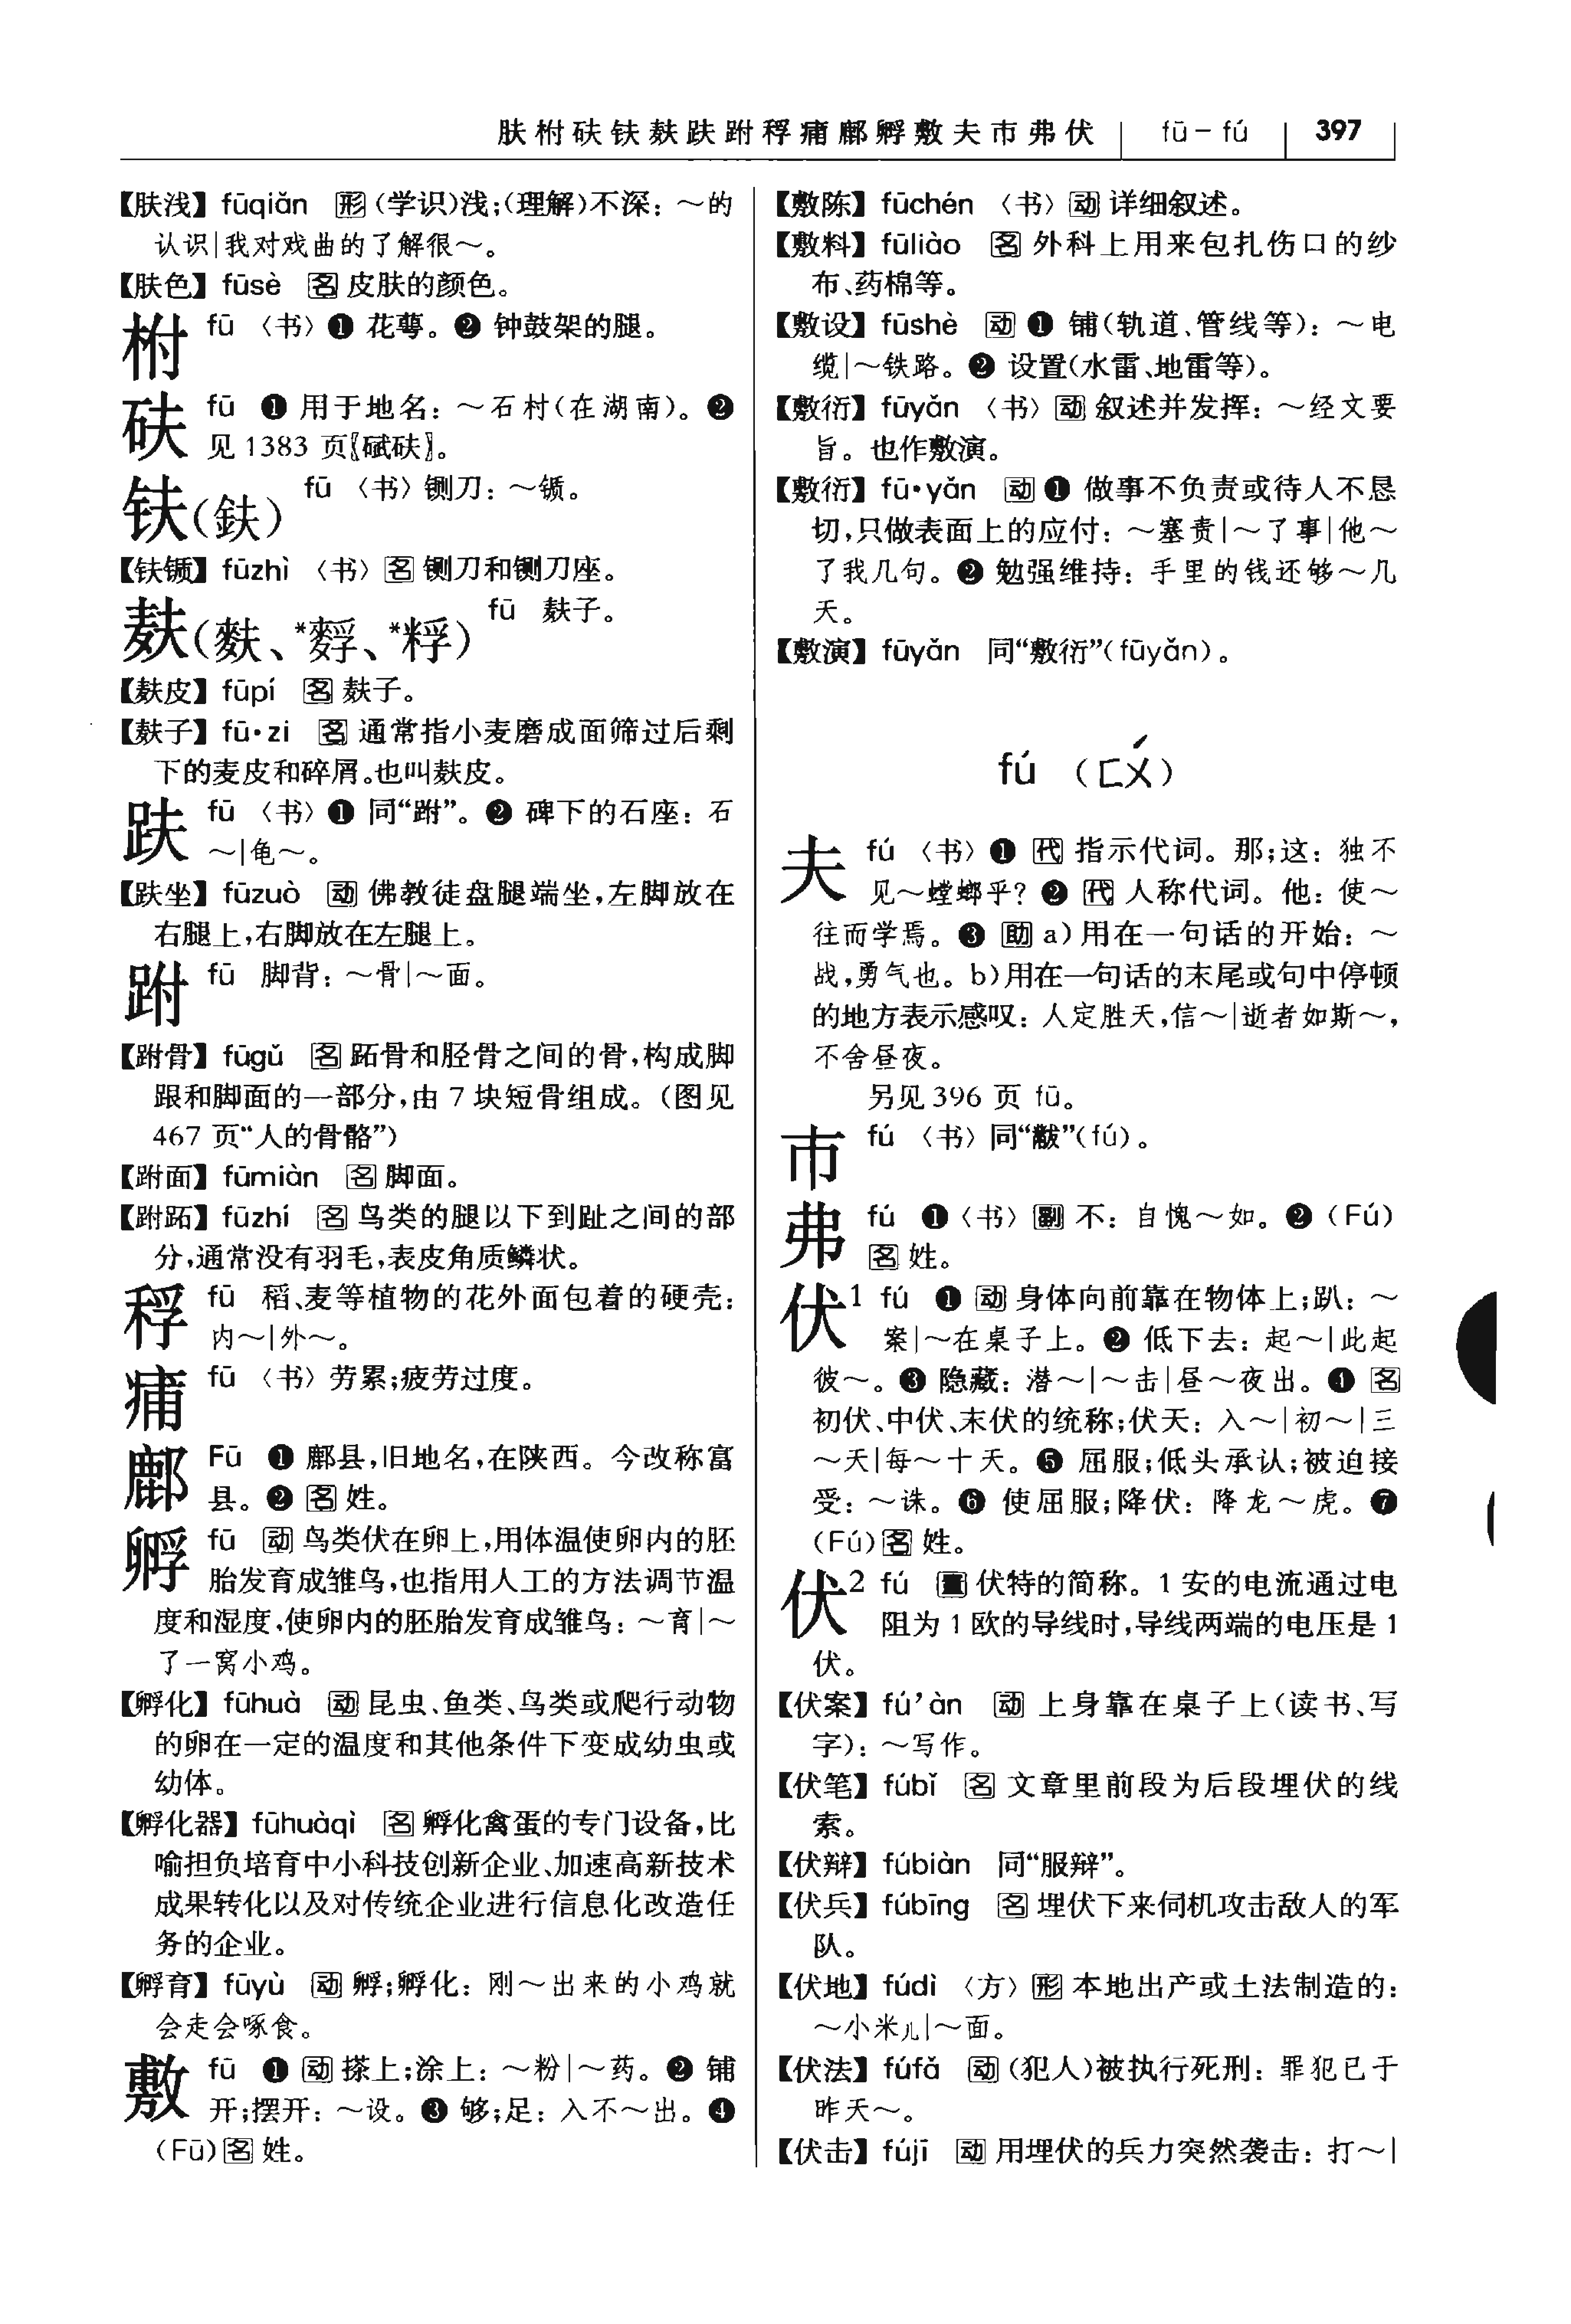 肤柎砆𫓧麸趺跗稃痡鄜孵敷夫巿弗伏 fū－fú 397
【肤浅】fūqiǎn 形(学识)浅;(理解)不深：～的
认识|我对戏曲的了解很～。
【肤色】fūsè 名 皮肤的颜色。
柎 fū 〈书〉❶ 花萼。❷ 钟鼓架的腿。
砆 fū ❶ 用于地名：～石村(在湖南)。❷
见 1383 页〖碔砆〗。
𫓧(鈇) fū 〈书〉铡刀：～锧。
【𫓧锧】fūzhì 〈书〉名 铡刀和铡刀座。
麸(麩、*麬、*粰) fū 麸子。
【麸皮】fūpí 名 麸子。
【麸子】fū·zi 名 通常指小麦磨成面筛过后剩
下的麦皮和碎屑。也叫麸皮。
趺 fū 〈书〉❶ 同“跗”。❷ 碑下的石座：石
～|龟～。
【趺坐】fūzuò 动 佛教徒盘腿端坐,左脚放在
右腿上,右脚放在左腿上。
跗 fū 脚背：～骨|～面。
【跗骨】fūgǔ 名 跖骨和胫骨之间的骨,构成脚
跟和脚面的一部分,由 7 块短骨组成。(图见
467 页“人的骨骼”)
【跗面】fūmiàn 名 脚面。
【跗跖】fūzhí 名 鸟类的腿以下到趾之间的部
分,通常没有羽毛,表皮角质鳞状。
稃 fū 稻、麦等植物的花外面包着的硬壳：
内～|外～。
痡 fū 〈书〉劳累;疲劳过度。
鄜 Fū ❶ 鄜县,旧地名,在陕西。今改称富
县。❷ 名 姓。
孵 fū 动 鸟类伏在卵上,用体温使卵内的胚
胎发育成雏鸟,也指用人工的方法调节温
度和湿度,使卵内的胚胎发育成雏鸟：～育|～
了一窝小鸡。
【孵化】fūhuà 动 昆虫、鱼类、鸟类或爬行动物
的卵在一定的温度和其他条件下变成幼虫或
幼体。
【孵化器】fūhuàqì 名 孵化禽蛋的专门设备,比
喻担负培育中小科技创新企业、加速高新技术
成果转化以及对传统企业进行信息化改造任
务的企业。
【孵育】fūyù 动 孵;孵化：刚～出来的小鸡就
会走会啄食。
敷 fū ❶ 动 搽上;涂上：～粉|～药。❷ 铺
开;摆开：～设。❸ 够;足：入不～出。❹
(Fū)名 姓。
【敷陈】fūchén 〈书〉动 详细叙述。
【敷料】fūliào 名 外科上用来包扎伤口的纱
布、药棉等。
【敷设】fūshè 动 ❶ 铺(轨道、管线等)：～电
缆|～铁路。❷ 设置(水雷、地雷等)。
【敷衍】fūyǎn 〈书〉动 叙述并发挥：～经文要
旨。也作敷演。
【敷衍】fū·yǎn 动 ❶ 做事不负责或待人不恳
切,只做表面上的应付：～塞责|～了事|他～
了我几句。❷ 勉强维持：手里的钱还够～几
天。
【敷演】fūyǎn 同“敷衍”(fūyǎn)。
fú (ㄈㄨˊ)
夫 fú 〈书〉❶ 代 指示代词。那;这：独不
见～螳螂乎? ❷ 代 人称代词。他：使～
往而学焉。❸ 助 a)用在一句话的开始：～
战,勇气也。b)用在一句话的末尾或句中停顿
的地方表示感叹：人定胜天,信～|逝者如斯～,
不舍昼夜。
另见 396 页 fū。
巿 fú 〈书〉同“黻”(fú)。
弗 fú ❶〈书〉副 不：自愧～如。❷ (Fú)
名 姓。
伏1 fú ❶ 动 身体向前靠在物体上;趴：～
案|～在桌子上。❷ 低下去：起～|此起
彼～。❸ 隐藏：潜～|～击|昼～夜出。❹ 名
初伏、中伏、末伏的统称;伏天：入～|初～|三
～天|每～十天。❺ 屈服;低头承认;被迫接
受：～诛。❻ 使屈服;降伏：降龙～虎。❼
(Fú)名 姓。
伏2 fú 量 伏特的简称。1 安的电流通过电
阻为 1 欧的导线时,导线两端的电压是 1
伏。
【伏案】fú’àn 动 上身靠在桌子上(读书、写
字)：～写作。
【伏笔】fúbǐ 名 文章里前段为后段埋伏的线
索。
【伏辩】fúbiàn 同“服辩”。
【伏兵】fúbīng 名 埋伏下来伺机攻击敌人的军
队。
【伏地】fúdì 〈方〉形 本地出产或土法制造的：
～小米儿|～面。
【伏法】fúfǎ 动 (犯人)被执行死刑：罪犯已于
昨天～。
【伏击】fújī 动 用埋伏的兵力突然袭击：打～|